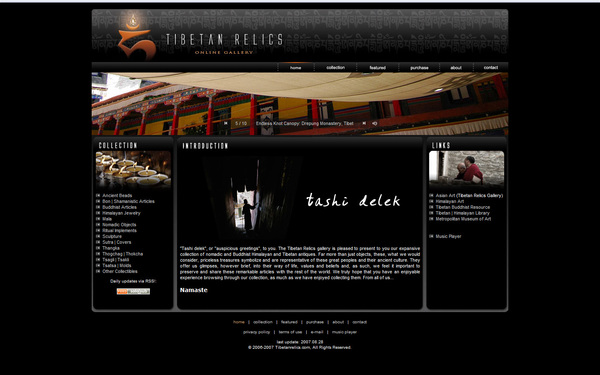 TIBETAN RELICS
ONLINE GALLERY
home
collection
featured
purchase
about
contact
5 / 10 Endless Knot Canopy: Drepung Monastery, Tibet
COLLECTION
Ancient Beads
Bon | Shamanistic Articles
Buddhist Articles
Himalayan Jewelry
Mala
Nomadic Objects
Ritual Implements
Sculpture
Sutra | Covers
Thangka
Thogchag | Thokcha
Tsagli | Tsakli
Tsatsa | Molds
Other Collectibles
Daily updates via RSS!
INTRODUCTION
tashi delek
"Tashi delek", or "auspicious greetings", to you. The Tibetan Relics gallery is pleased to present to you our expansive
collection of nomadic and Buddhist Himalayan and Tibetan antiques. Far more than just objects, these, what we would
consider, priceless treasures symbolize and are representative of these great peoples and their ancient culture. They
offer us glimpses, however brief, into their way of life, values and beliefs and, as such, we feel it important to
preserve and share these remarkable articles with the rest of the world. We truly hope that you have an enjoyable
experience browsing through our collection, as much as we have enjoyed collecting them. From all of us...
Namaste
LINKS
Asian Art (Tibetan Relics Gallery)
Himalayan Art
Tibetan Buddhist Resource
Tibetan | Himalayan Library
Metropolitan Museum of Art
Music Player
home | collection | featured | purchase | about | contact
privacy policy | terms of use | e-mail | music player
last update: 2007.08.28
© 2006-2007 Tibetanrelics.com. All Rights Reserved.